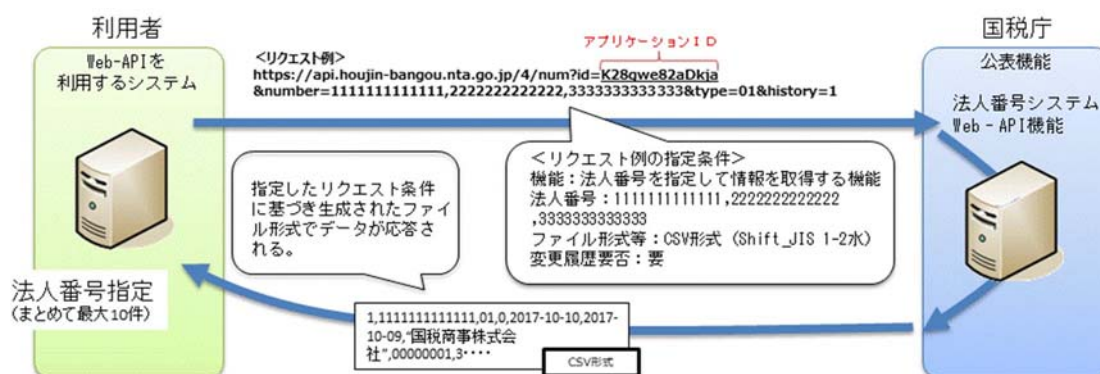 利用者
Web-APIを
利用するシステム
法人番号指定
(まとめて最大10件)
アプリケーションＩＤ
<リクエスト例>
https://api.houjin-bangou.nta.go.jp/4/num?id=K28gwe82aDkja
&number=1111111111111,2222222222222,3333333333333&type=01&history=1
指定したリクエスト条件
に基づき生成されたファイ
ル形式でデータが応答さ
れる。
＜リクエスト例の指定条件＞
機能：法人番号を指定して情報を取得する機能
法人番号：1111111111111,2222222222222
,3333333333333
ファイル形式等：CSV形式（Shift_JIS 1-2水）
変更履歴要否：要
1,1111111111111,01,0,2017-10-10,2017-
10-09,“国税商事株式会
社”,00000001,3‥‥
CSV形式
国税庁
公表機能
法人番号システム
Web‐API機能